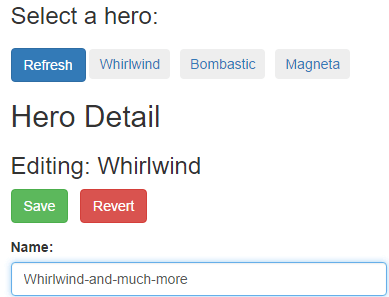 Select a hero:
Refresh Whirlwind Bombastic Magneta
Hero Detail
Editing: Whirlwind
Save Revert
Name:
Whirlwind-and-much-more